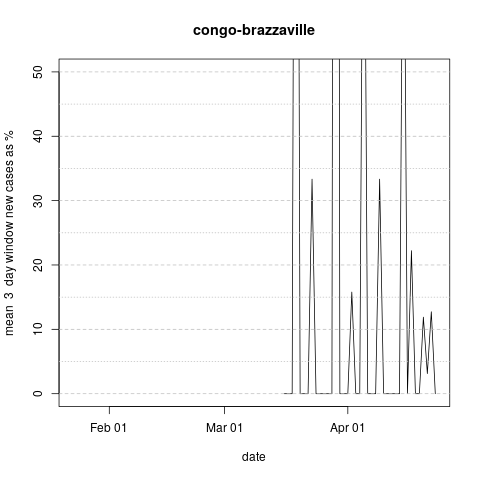 congo-brazzaville
mean  3  day window new cases as %
50
40
30
20
10
0
Feb 01
Mar 01
Apr 01
date